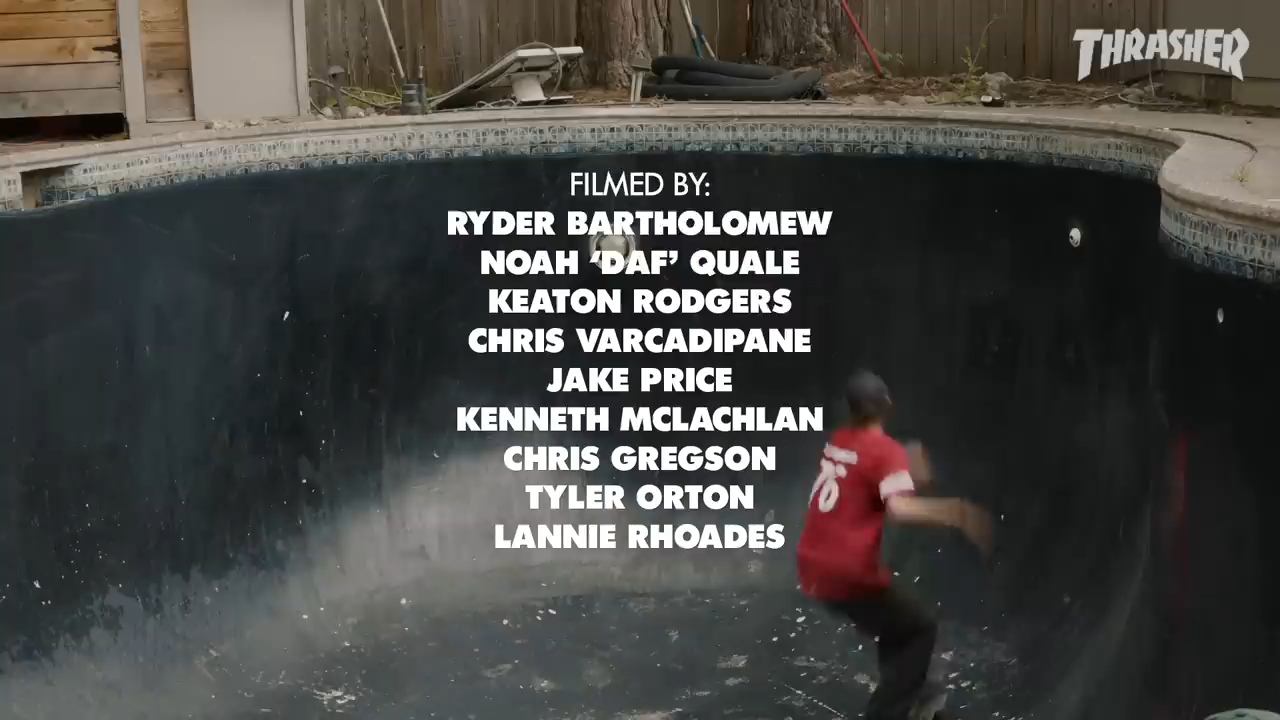 THRASHER
FILMED BY:
RYDER BARTHOLOMEW
NOAH ‘DAF’ QUALE
KEATON RODGERS
CHRIS VARCADIPANE
JAKE PRICE
KENNETH MCLACHLAN
CHRIS GREGSON
TYLER ORTON
LANNIE RHOADES
76